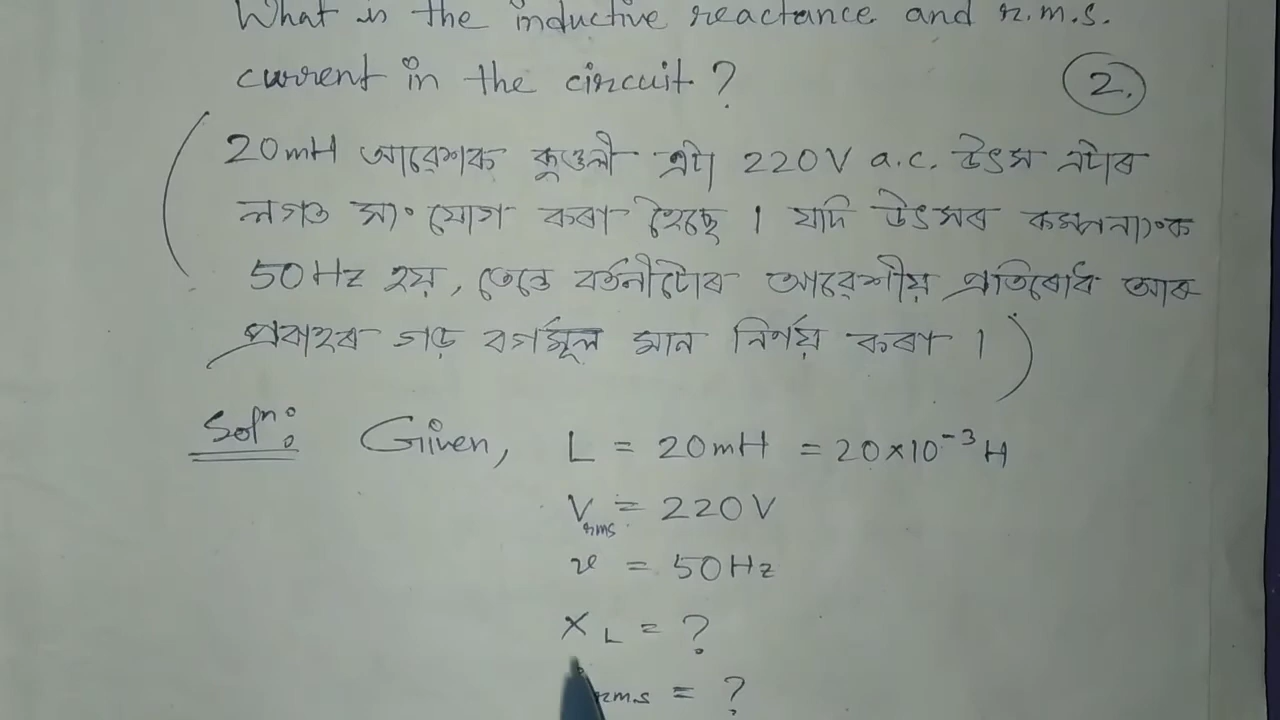 What is the inductive reactance and r.m.s.
current in the circuit ?
2.
( 20mH আবেশক কুণ্ডলী এটা 220V a.c. উৎস এটাৰ
লগত সাংযোগ কৰা হৈছে । যদি উৎসৰ কম্পনাংক
50Hz হয়, তেন্তে বৰ্তনীটোৰ আবেশীয় প্ৰতিৰোধ আৰু
প্ৰবাহৰ গড় বৰ্গমূল মান নিৰ্ণয় কৰা । )
Solⁿ: Given, L = 20mH = 20×10⁻³ H
Vrms = 220V
ν = 50Hz
XL = ?
rms = ?